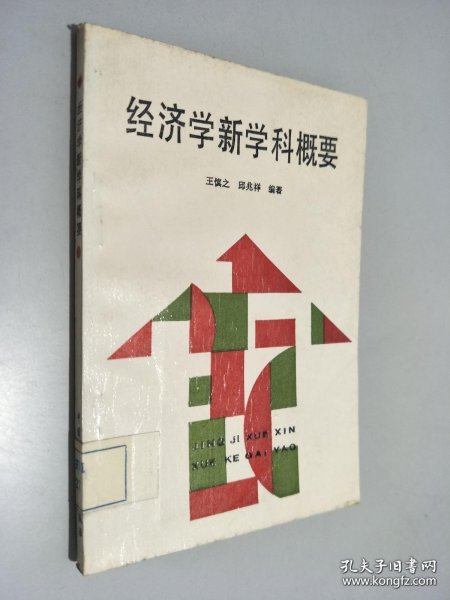 经济学新学科概要
王慎之 邱兆祥 编著
JING JI XUE XIN
XUE KE GAI YAO
孔夫子旧书网
www.kongfz.com